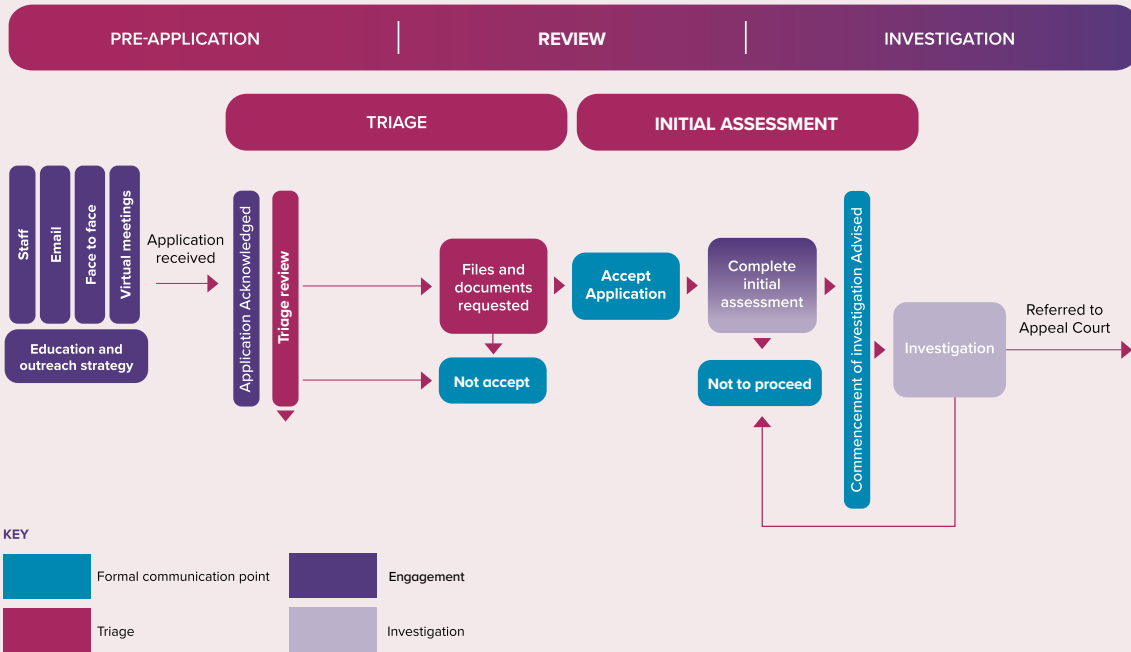 PRE-APPLICATION
REVIEW
INVESTIGATION
TRIAGE
INITIAL ASSESSMENT
Staff
Email
Face to face
Virtual meetings
Education and
outreach strategy
Application
received
Application Acknowledged
Triage review
Files and
documents
requested
Not accept
Accept
Application
Complete
initial
assessment
Not to proceed
Commencement of investigation Advised
Investigation
Referred to
Appeal Court
KEY
Formal communication point
Engagement
Triage
Investigation